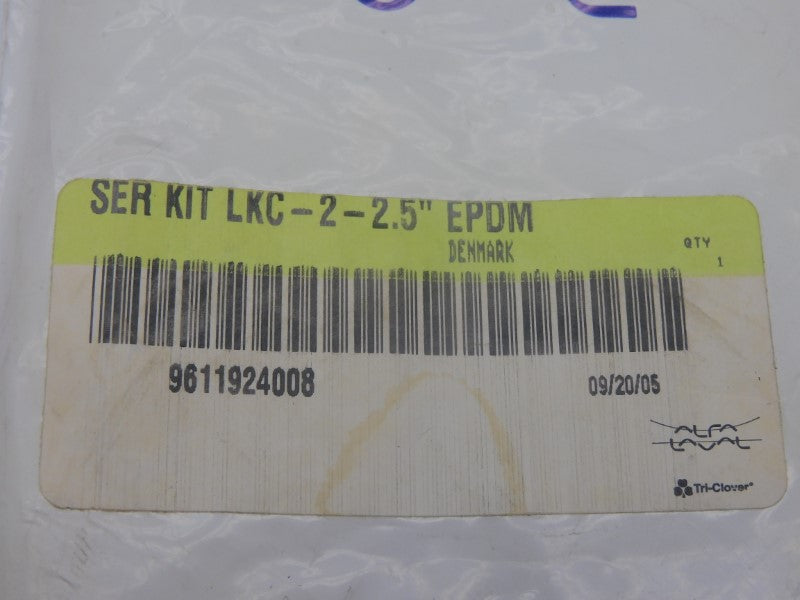 SER KIT LKC-2-2.5" EPDM
DENMARK
QTY
1
9611924008
09/20/05
ALFA
LAVAL
Tri-Clover®